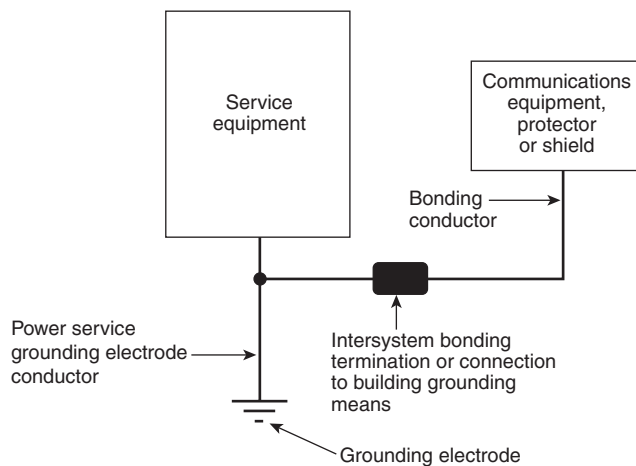 Service
equipment
Communications
equipment,
protector
or shield
Bonding
conductor
Power service
grounding electrode
conductor
Intersystem bonding
termination or connection
to building grounding
means
Grounding electrode